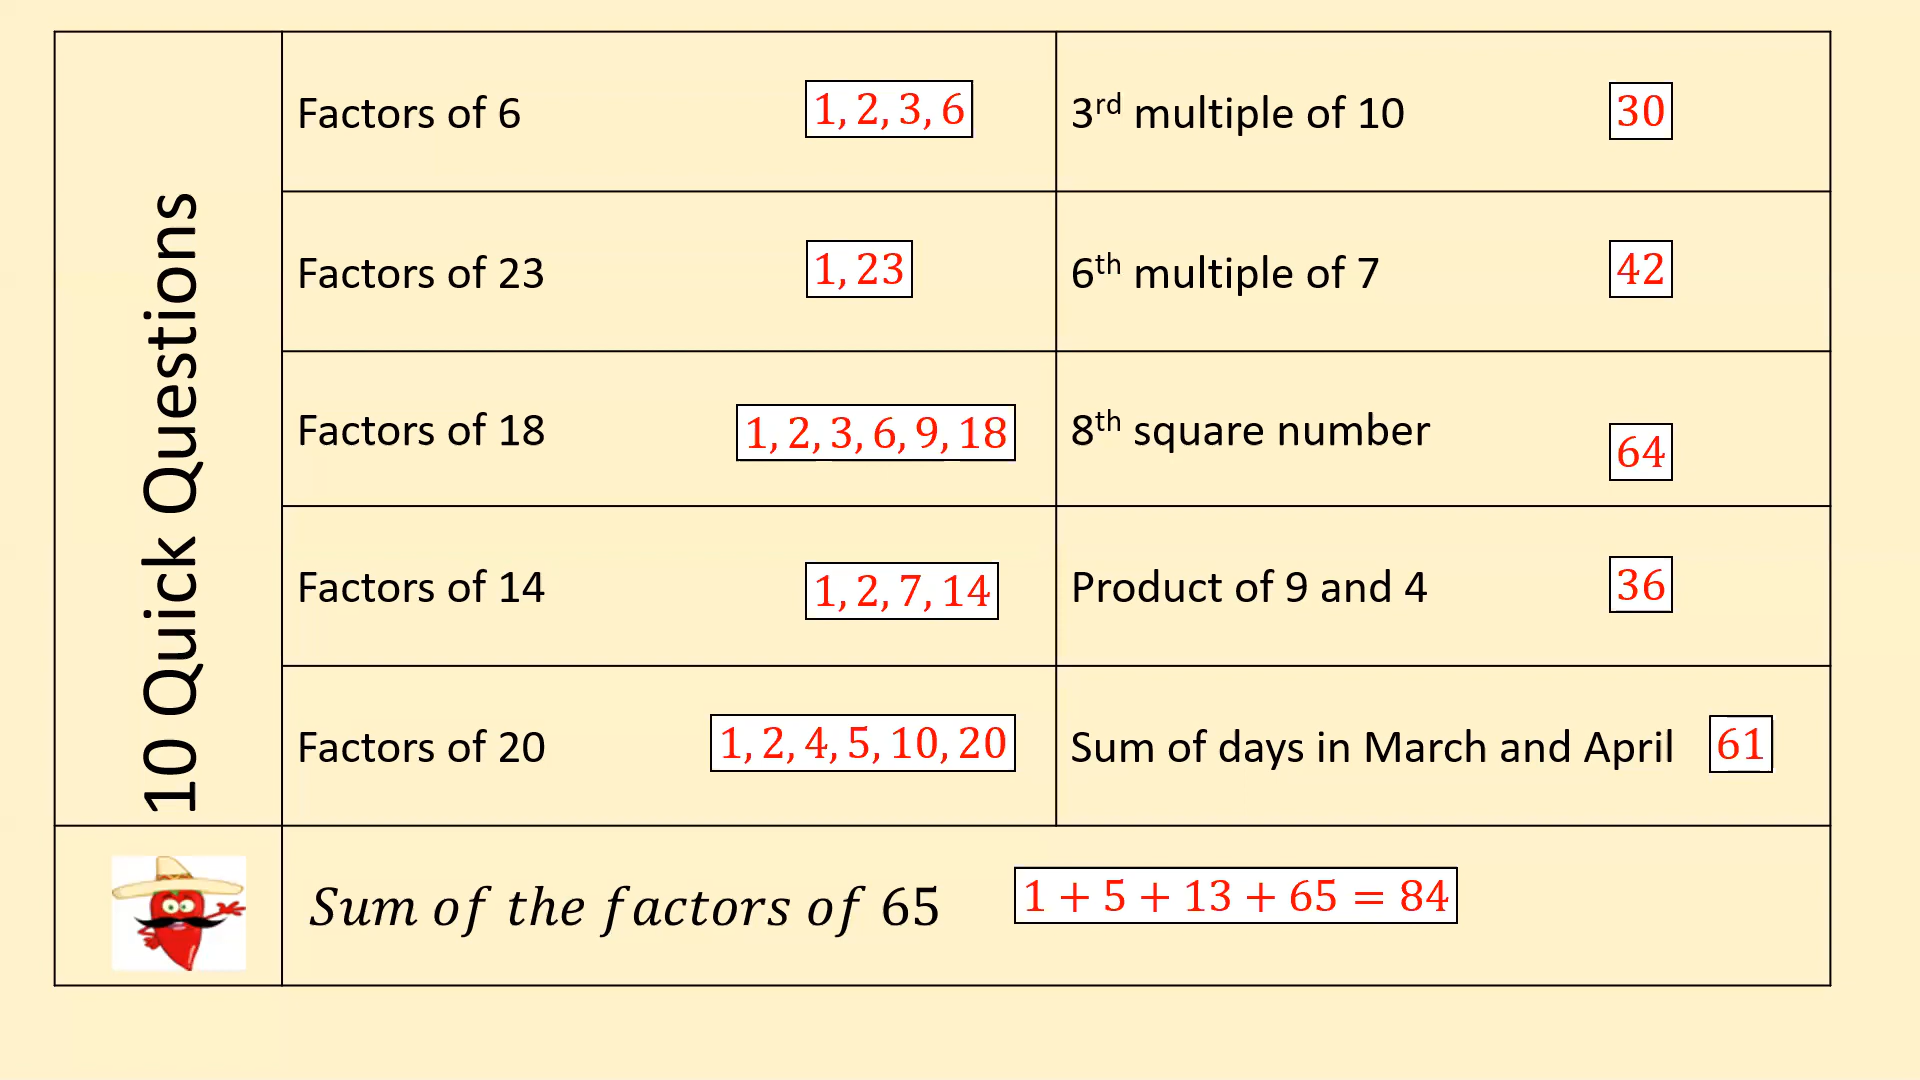 10 Quick Questions
Factors of 6
1, 2, 3, 6
3rd multiple of 10
30
Factors of 23
1, 23
6th multiple of 7
42
Factors of 18
1, 2, 3, 6, 9, 18
8th square number
64
Factors of 14
1, 2, 7, 14
Product of 9 and 4
36
Factors of 20
1, 2, 4, 5, 10, 20
Sum of days in March and April
61
Sum of the factors of 65
1 + 5 + 13 + 65 = 84